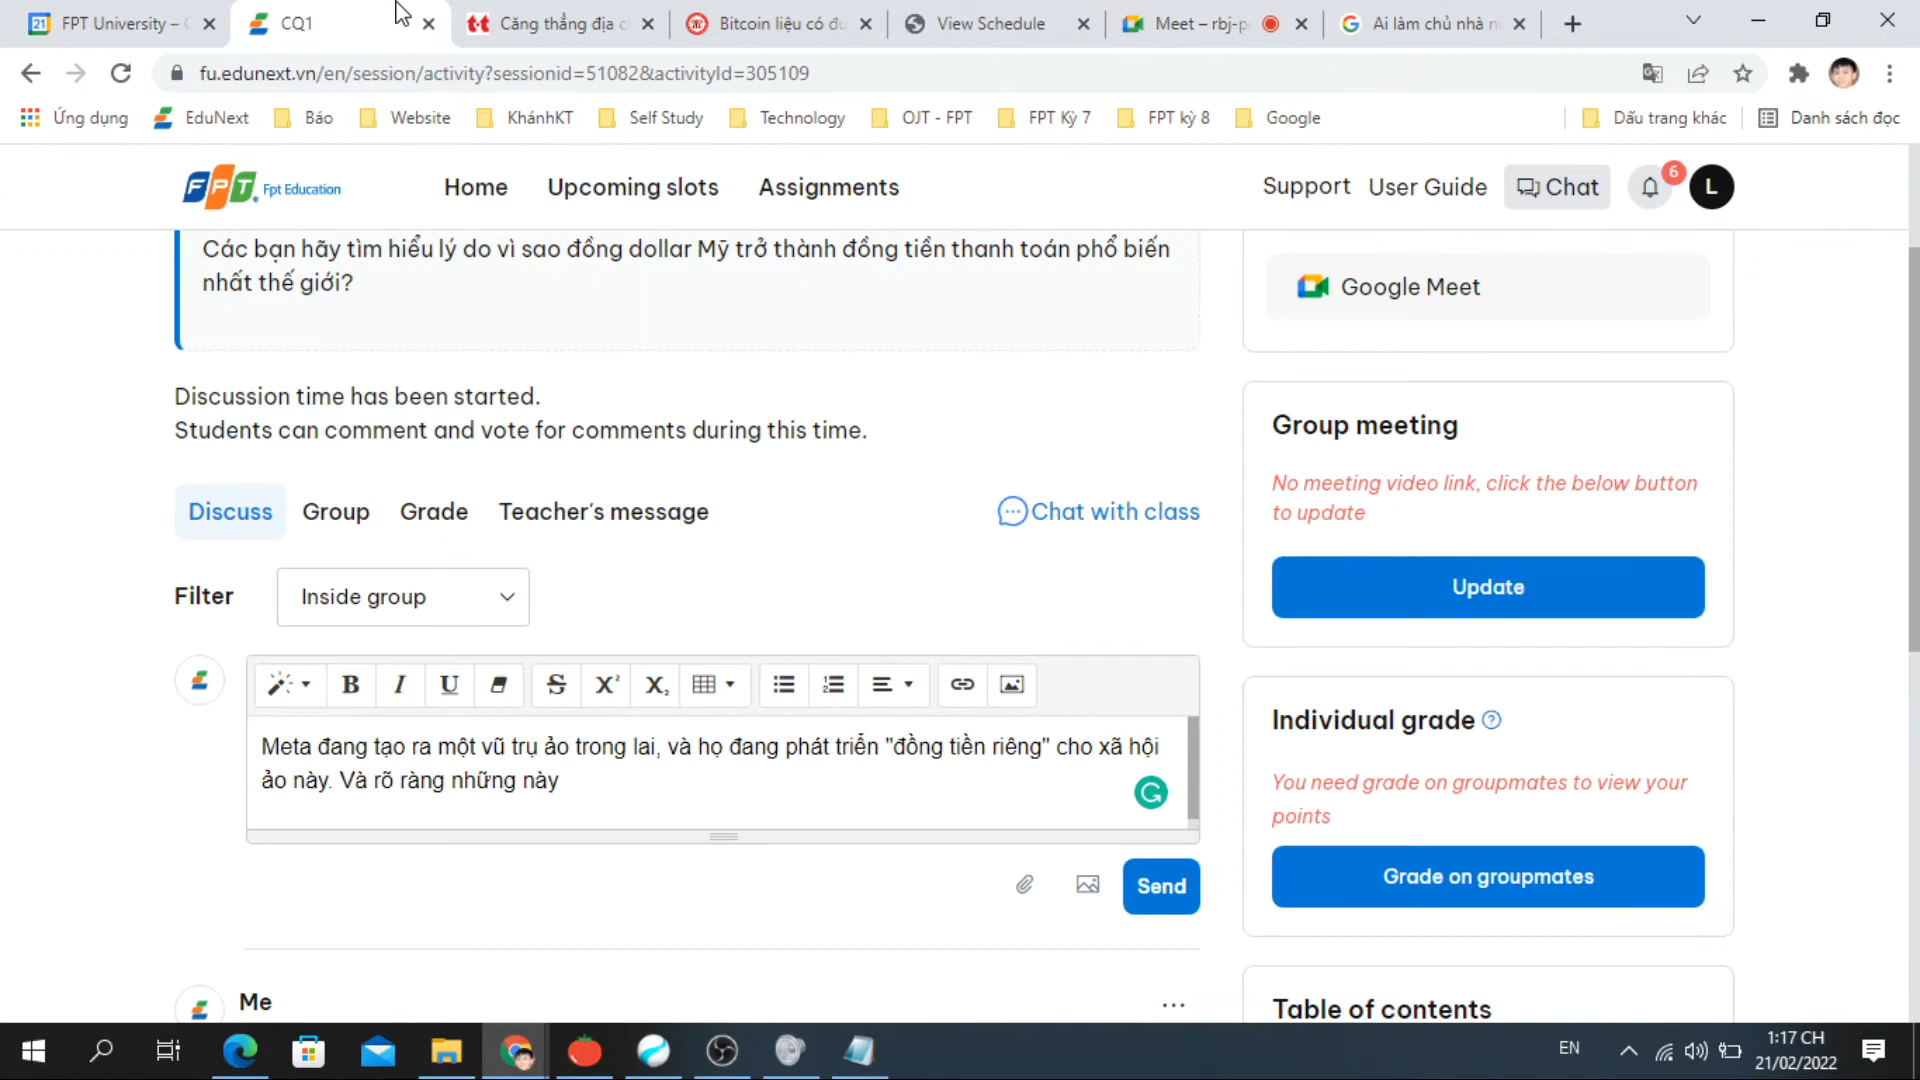 FPT University – C
CQ1
Căng thẳng địa c
Bitcoin liệu có đu
View Schedule
Meet – rbj-p
Ai làm chủ nhà n
fu.edunext.vn/en/session/activity?sessionid=51082&activityId=305109
Ứng dụng
EduNext
Báo
Website
KhánhKT
Self Study
Technology
OJT - FPT
FPT Kỳ 7
FPT kỳ 8
Google
Dấu trang khác
Danh sách đọc
FPT Fpt Education
Home
Upcoming slots
Assignments
Support
User Guide
Chat
6
L
Các bạn hãy tìm hiểu lý do vì sao đồng dollar Mỹ trở thành đồng tiền thanh toán phổ biến
nhất thế giới?
Google Meet
Discussion time has been started.
Students can comment and vote for comments during this time.
Group meeting
No meeting video link, click the below button
to update
Update
Discuss
Group
Grade
Teacher's message
Chat with class
Filter
Inside group
Meta đang tạo ra một vũ trụ ảo trong lai, và họ đang phát triển "đồng tiền riêng" cho xã hội
ảo này. Và rõ ràng những này
Send
Individual grade
You need grade on groupmates to view your
points
Grade on groupmates
Me
Table of contents
EN
1:17 CH
21/02/2022